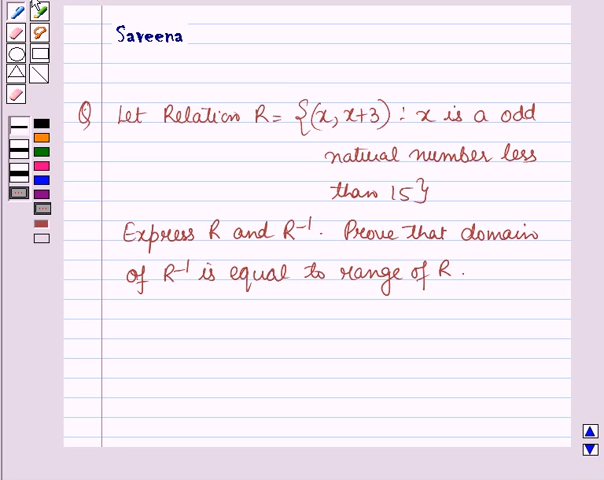 Saveena
Q Let Relation R = {(x, x+3) : x is a odd
natural number less
than 15}
Express R and R⁻¹. Prove that domain
of R⁻¹ is equal to range of R.